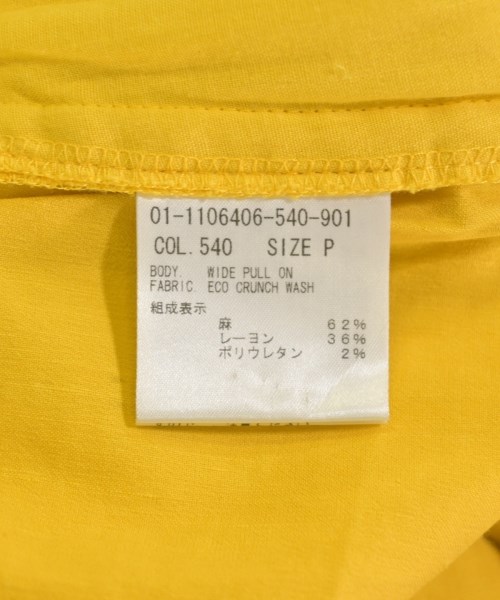 01-1106406-540-901
COL. 540 SIZE P
BODY. WIDE PULL ON
FABRIC. ECO CRUNCH WASH
組成表示
麻 62%
レーヨン 36%
ポリウレタン 2%